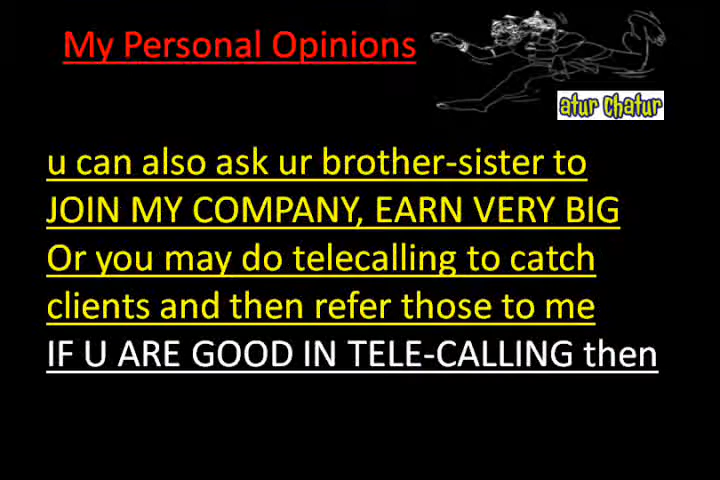 My Personal Opinions
atur chatur
u can also ask ur brother-sister to
JOIN MY COMPANY, EARN VERY BIG
Or you may do telecalling to catch
clients and then refer those to me
IF U ARE GOOD IN TELE-CALLING then